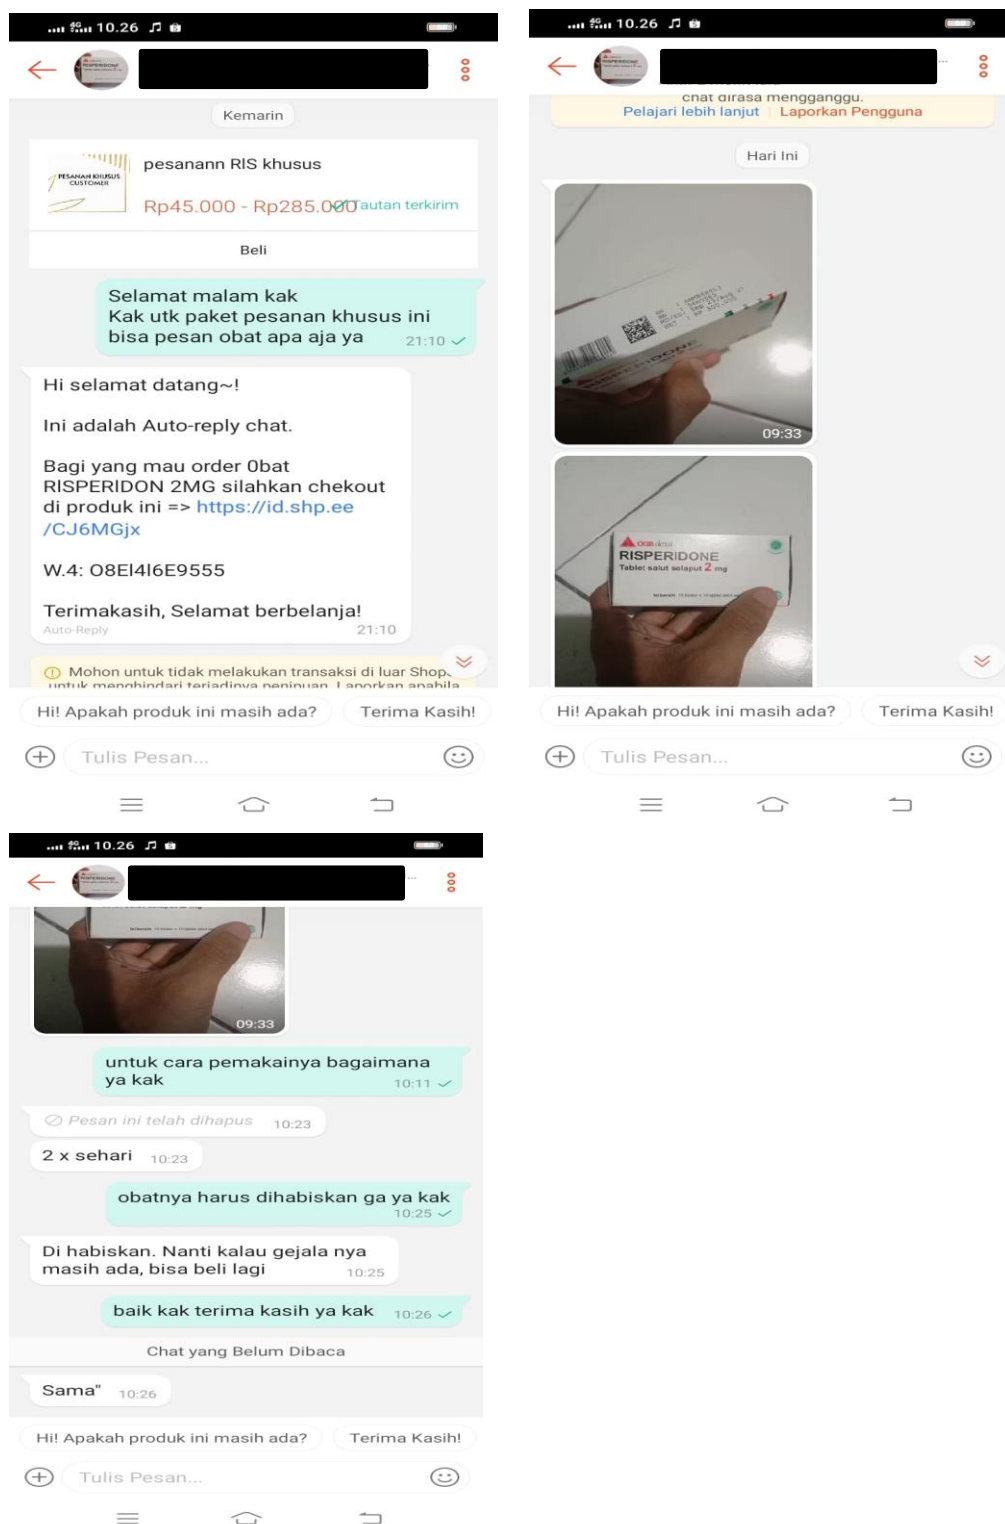 10.26
Kemarin
PESANAN KHUSUS
CUSTOMER
pesanann RIS khusus
Rp45.000 - Rp285.000
Tautan terkirim
Beli
Selamat malam kak
Kak utk paket pesanan khusus ini
bisa pesan obat apa aja ya
21:10
Hi selamat datang~!
Ini adalah Auto-reply chat.
Bagi yang mau order 0bat
RISPERIDON 2MG silahkan chekout
di produk ini => https://id.shp.ee
/CJ6MGjx
W.4: O8El4l6E9555
Terimakasih, Selamat berbelanja!
Auto-Reply 21:10
Mohon untuk tidak melakukan transaksi di luar Shop
untuk menghindari terjadinya penipuan. Laporkan apabila
Hi! Apakah produk ini masih ada? Terima Kasih!
Tulis Pesan...
10.26
chat dirasa mengganggu.
Pelajari lebih lanjut Laporkan Pengguna
Hari Ini
RISPERIDONE
09:33
OGB dexa
RISPERIDONE
Tablet salut selaput 2 mg
Hi! Apakah produk ini masih ada? Terima Kasih!
Tulis Pesan...
10.26
09:33
untuk cara pemakainya bagaimana
ya kak
10:11
Pesan ini telah dihapus 10:23
2 x sehari 10:23
obatnya harus dihabiskan ga ya kak
10:25
Di habiskan. Nanti kalau gejala nya
masih ada, bisa beli lagi 10:25
baik kak terima kasih ya kak 10:26
Chat yang Belum Dibaca
Sama" 10:26
Hi! Apakah produk ini masih ada? Terima Kasih!
Tulis Pesan...